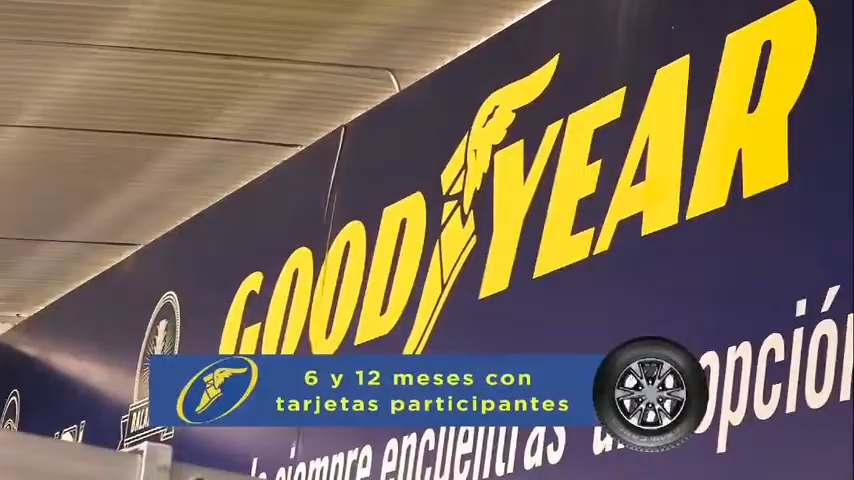 GOODYEAR
6 y 12 meses con
tarjetas participantes
opción
siempre encuentras